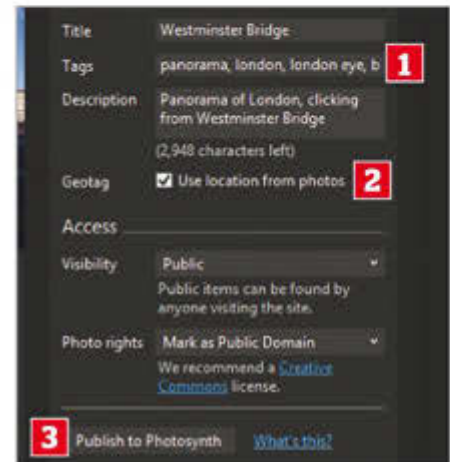 Title Westminster Bridge
Tags panorama, london, london eye, b 1
Description Panorama of London, clicking
from Westminster Bridge
(2,948 characters left)
Geotag Use location from photos 2
Access
Visibility Public
Public items can be found by
anyone visiting the site.
Photo rights Mark as Public Domain
We recommend a Creative
Commons license.
3 Publish to Photosynth What's this?